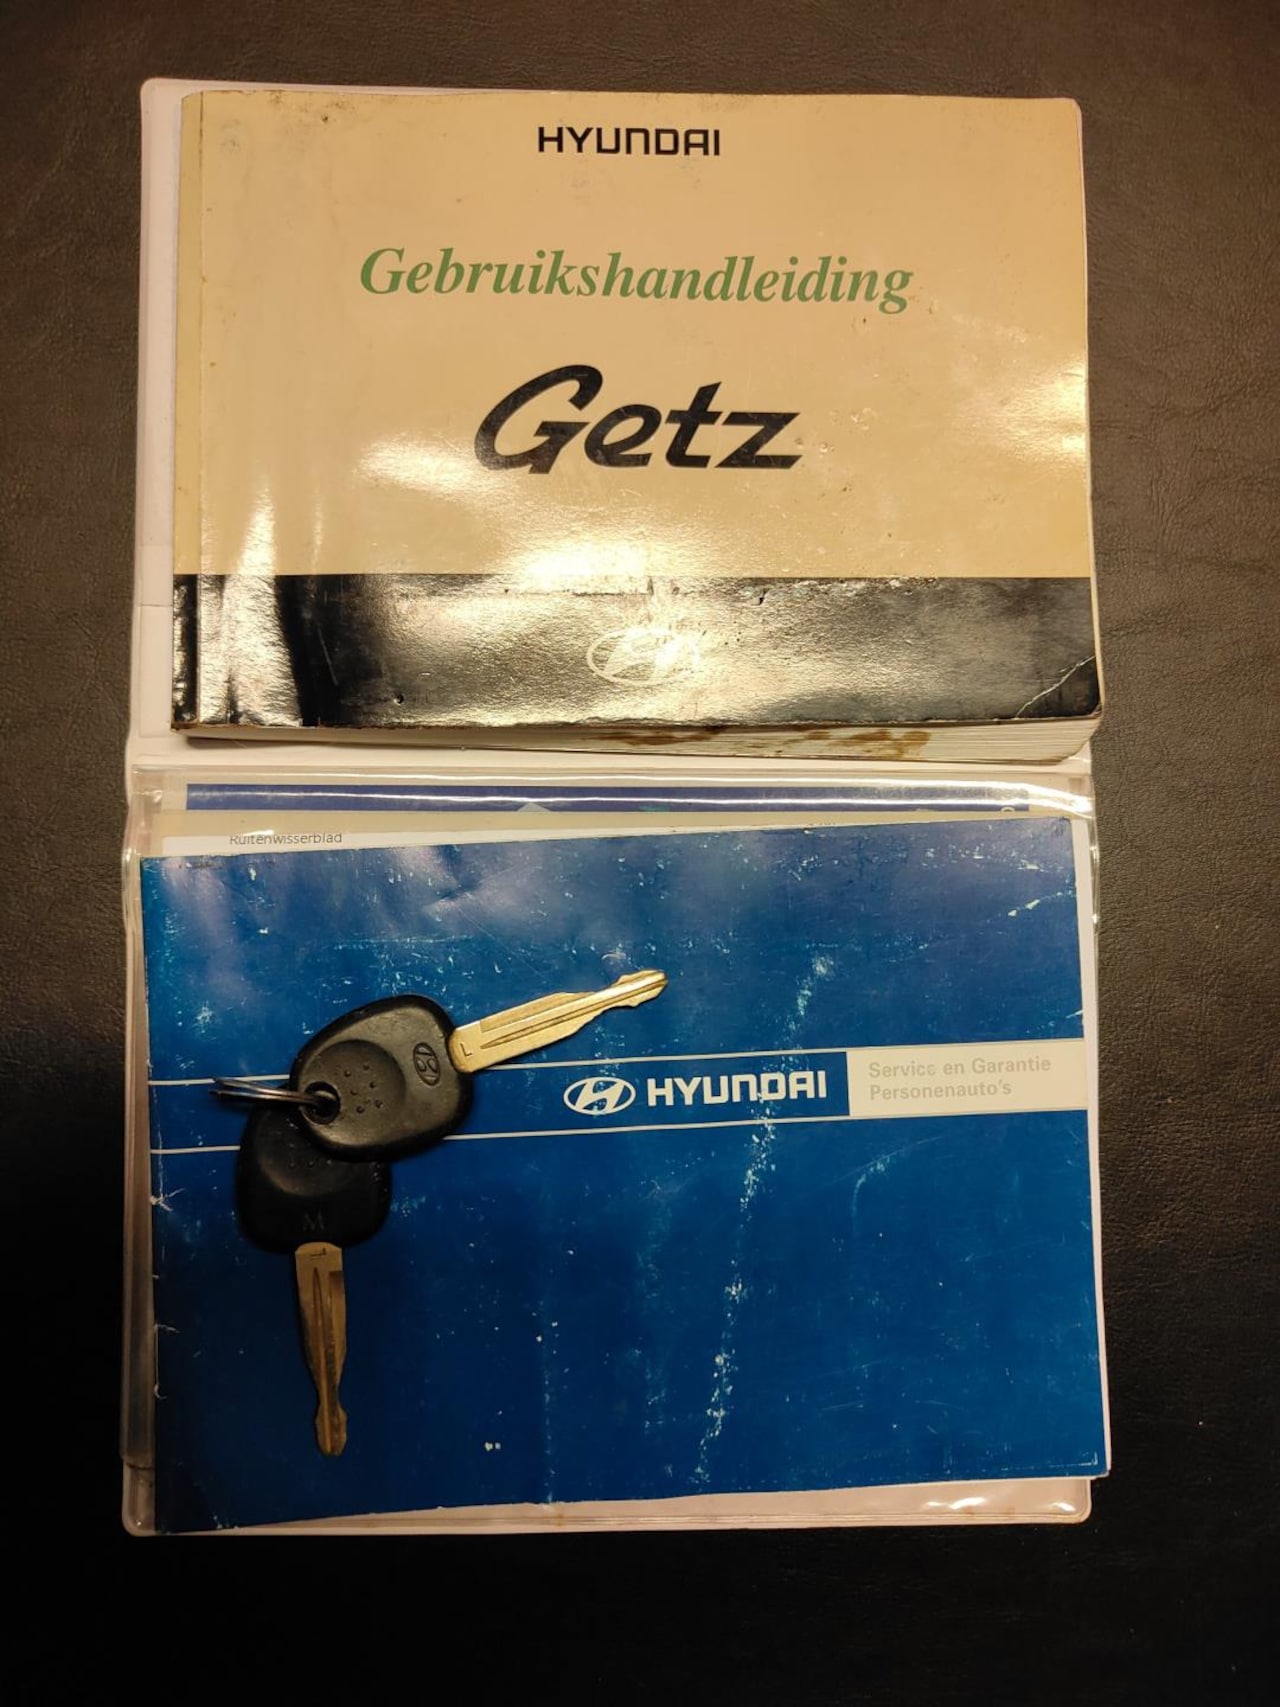 HYUNDAI
Gebruikshandleiding
Getz
Ruitenwisserblad
L
HYUNDAI
Service en Garantie
Personenauto's
M
L